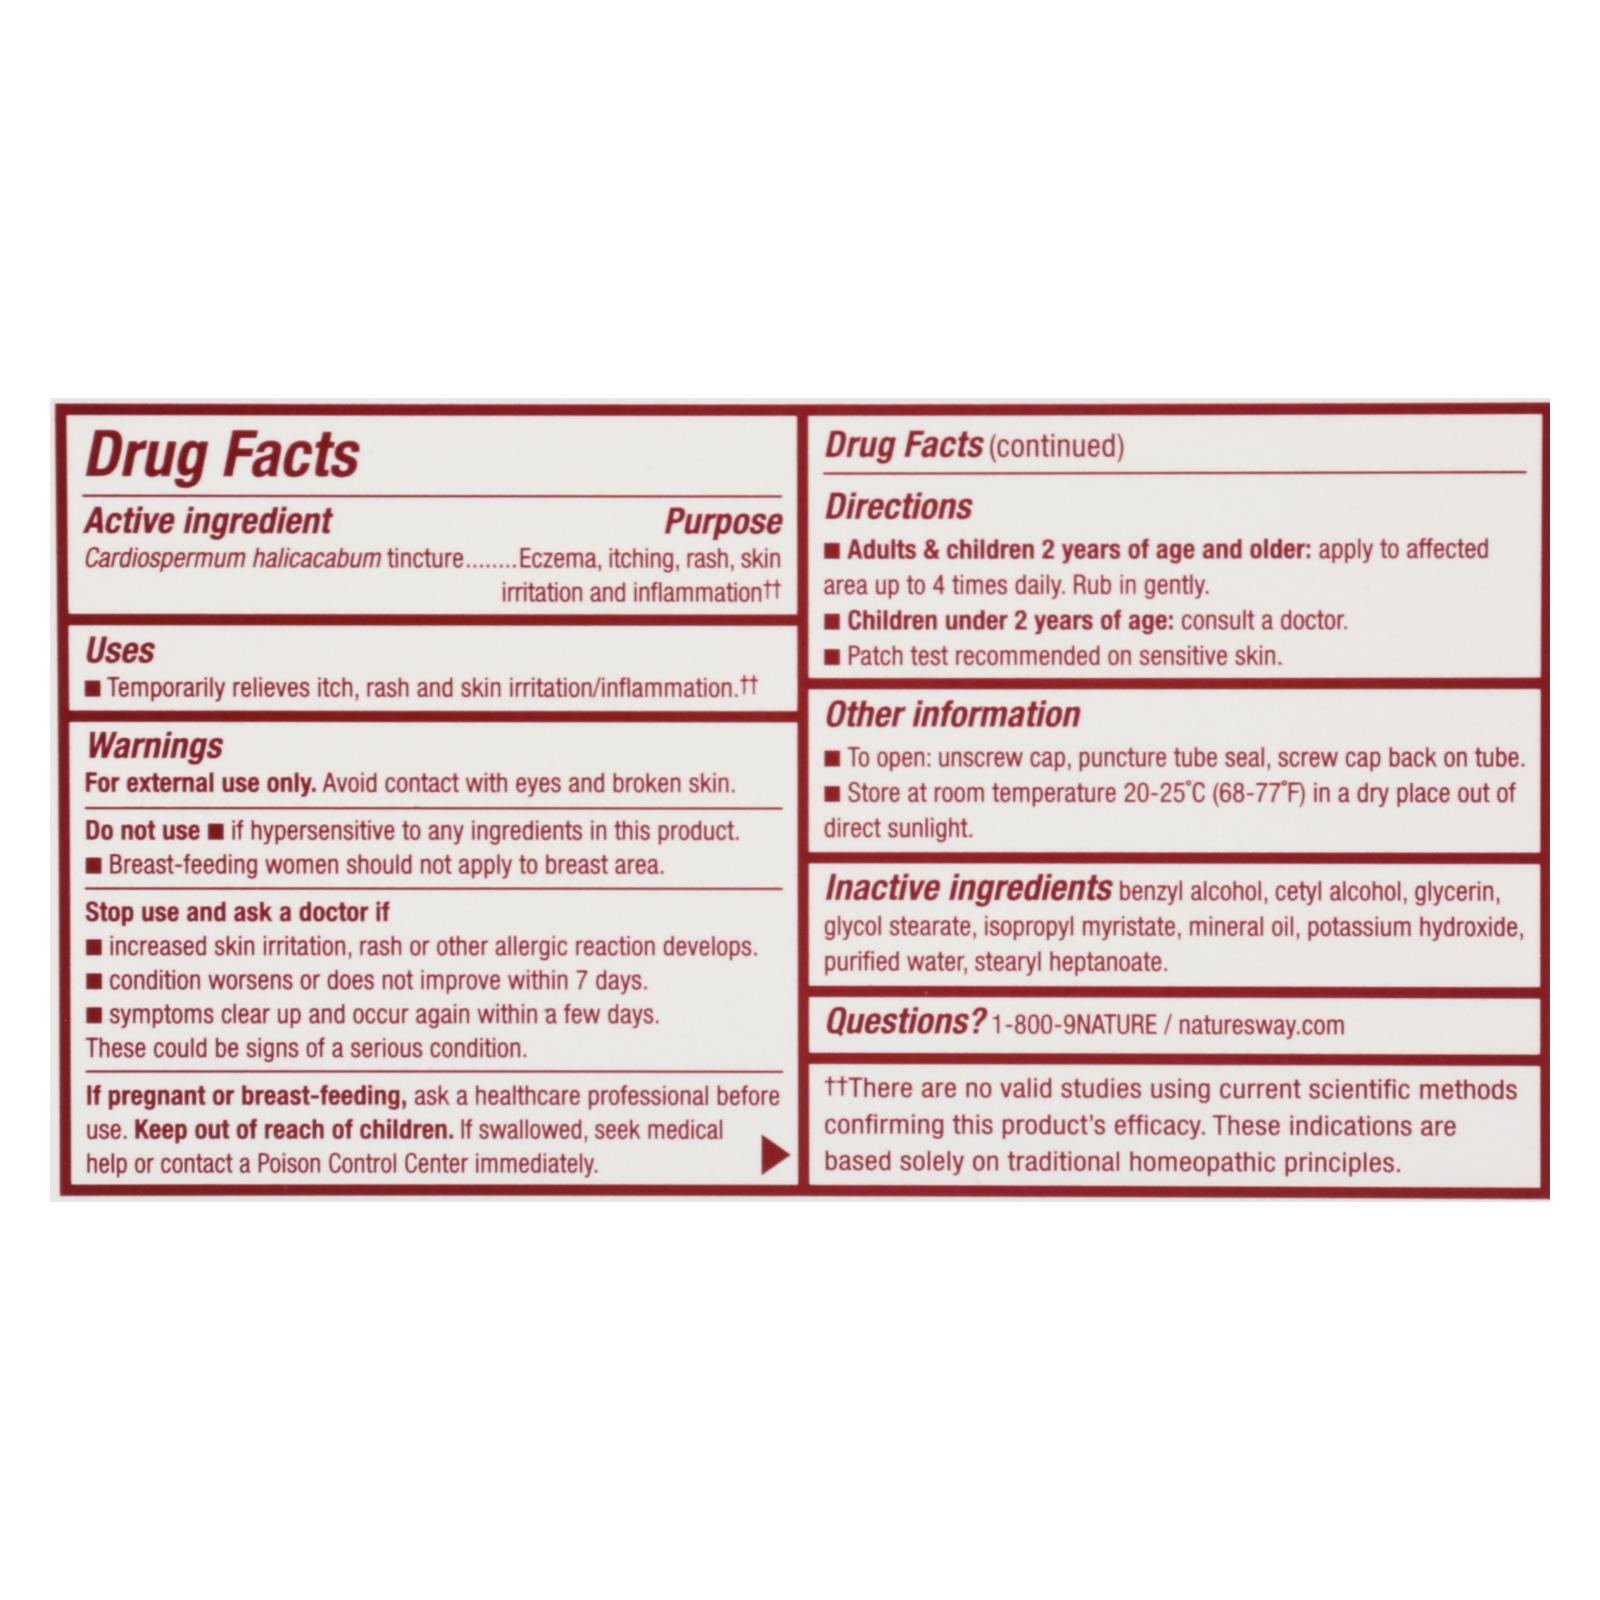 Drug Facts
Active ingredient Purpose
Cardiospermum halicacabum tincture........Eczema, itching, rash, skin
irritation and inflammation††
Uses
■ Temporarily relieves itch, rash and skin irritation/inflammation.††
Warnings
For external use only. Avoid contact with eyes and broken skin.
Do not use ■ if hypersensitive to any ingredients in this product.
■ Breast-feeding women should not apply to breast area.
Stop use and ask a doctor if
■ increased skin irritation, rash or other allergic reaction develops.
■ condition worsens or does not improve within 7 days.
■ symptoms clear up and occur again within a few days.
These could be signs of a serious condition.
If pregnant or breast-feeding, ask a healthcare professional before
use. Keep out of reach of children. If swallowed, seek medical
help or contact a Poison Control Center immediately.
Drug Facts (continued)
Directions
■ Adults & children 2 years of age and older: apply to affected
area up to 4 times daily. Rub in gently.
■ Children under 2 years of age: consult a doctor.
■ Patch test recommended on sensitive skin.
Other information
■ To open: unscrew cap, puncture tube seal, screw cap back on tube.
■ Store at room temperature 20-25˚C (68-77˚F) in a dry place out of
direct sunlight.
Inactive ingredients benzyl alcohol, cetyl alcohol, glycerin,
glycol stearate, isopropyl myristate, mineral oil, potassium hydroxide,
purified water, stearyl heptanoate.
Questions? 1-800-9NATURE / naturesway.com
††There are no valid studies using current scientific methods
confirming this product's efficacy. These indications are
based solely on traditional homeopathic principles.